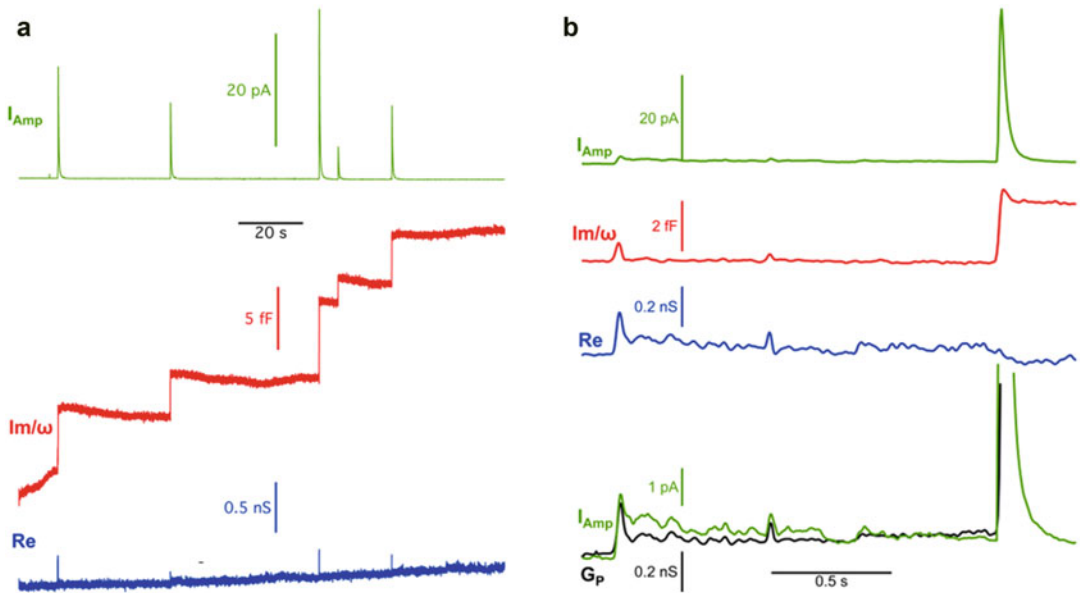 a
I_Amp
20 pA
20 s
Im/ω
5 fF
Re
0.5 nS
b
I_Amp
20 pA
Im/ω
2 fF
Re
0.2 nS
I_Amp
1 pA
G_P
0.2 nS
0.5 s